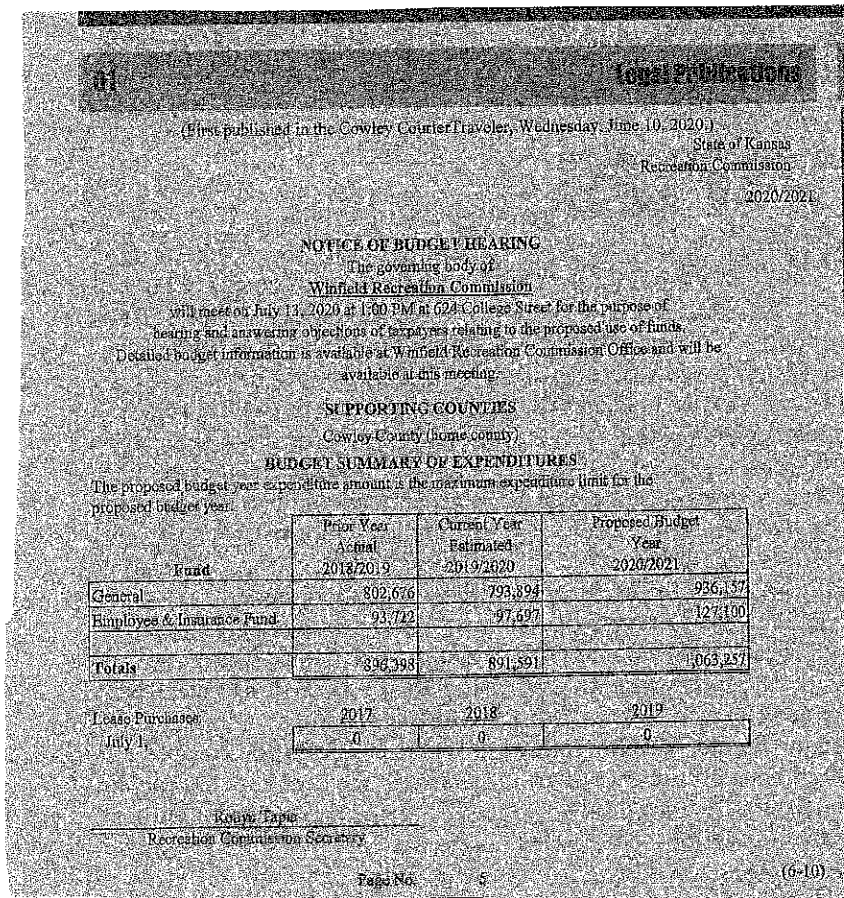 01
Legal Publications
(First published in the Cowley CourierTraveler, Wednesday, June 10, 2020.)
State of Kansas
Recreation Commission
2020/2021
NOTICE OF BUDGET HEARING
The governing body of
Winfield Recreation Commission
will meet on July 13, 2020 at 1:00 PM at 624 College Street for the purpose of
hearing and answering objections of taxpayers relating to the proposed use of funds.
Detailed budget information is available at Winfield Recreation Commission Office and will be
available at this meeting.
SUPPORTING COUNTIES
Cowley County (home county)
BUDGET SUMMARY OF EXPENDITURES
The proposed budget year expenditure amount is the maximum expenditure limit for the
proposed budget year.
Prior Year Current Year Proposed Budget
Actual Estimated Year
Fund 2018/2019 2019/2020 2020/2021
General 802,676 793,894 936,157
Employee & Insurance Fund 93,722 97,697 127,100
Totals 896,398 891,591 1,063,257
Lease Purchases: 2017 2018 2019
July 1, 0 0 0
Tapia
Recreation Commission Secretary
Page No. 5
(6-10)